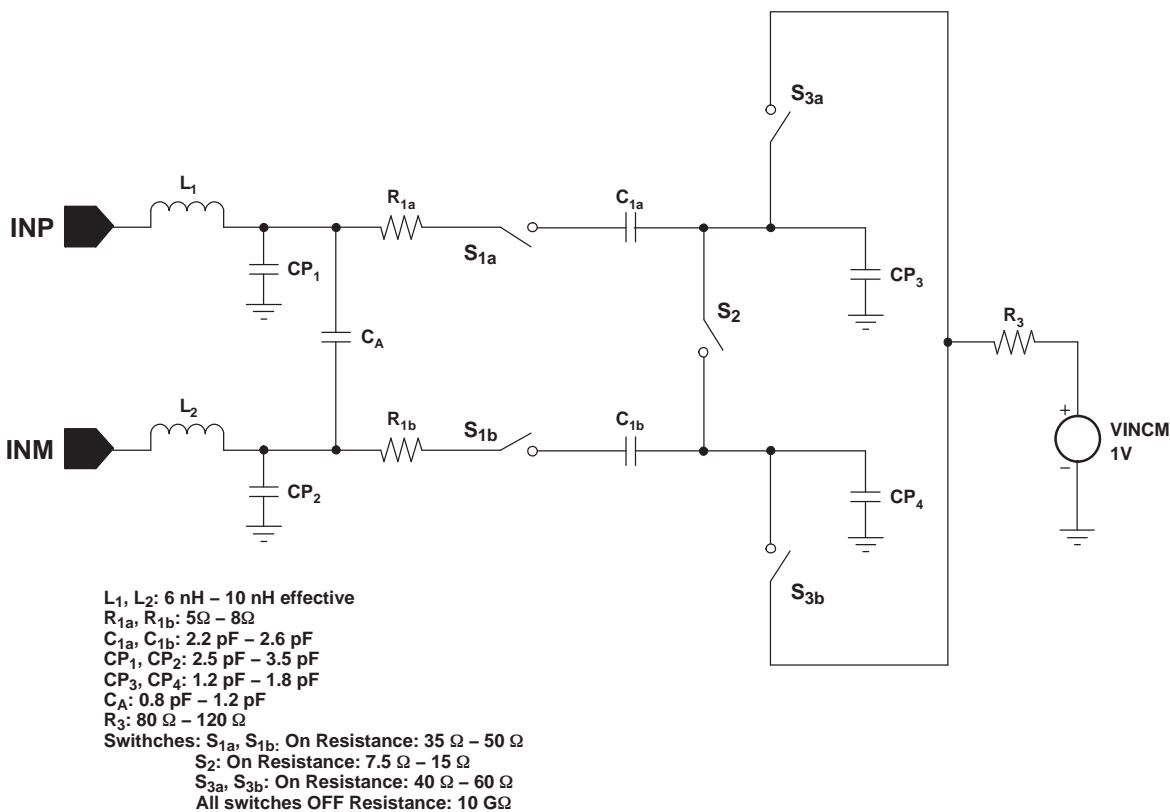 S3a
L1
R1a
C1a
INP
S1a
CP1
CP3
S2
R3
CA
L2
R1b
S1b
C1b
+
VINCM
1V
−
INM
CP2
CP4
S3b
L1, L2: 6 nH – 10 nH effective
R1a, R1b: 5Ω – 8Ω
C1a, C1b: 2.2 pF – 2.6 pF
CP1, CP2: 2.5 pF – 3.5 pF
CP3, CP4: 1.2 pF – 1.8 pF
CA: 0.8 pF – 1.2 pF
R3: 80 Ω – 120 Ω
Swithches: S1a, S1b: On Resistance: 35 Ω – 50 Ω
S2: On Resistance: 7.5 Ω – 15 Ω
S3a, S3b: On Resistance: 40 Ω – 60 Ω
All switches OFF Resistance: 10 GΩ